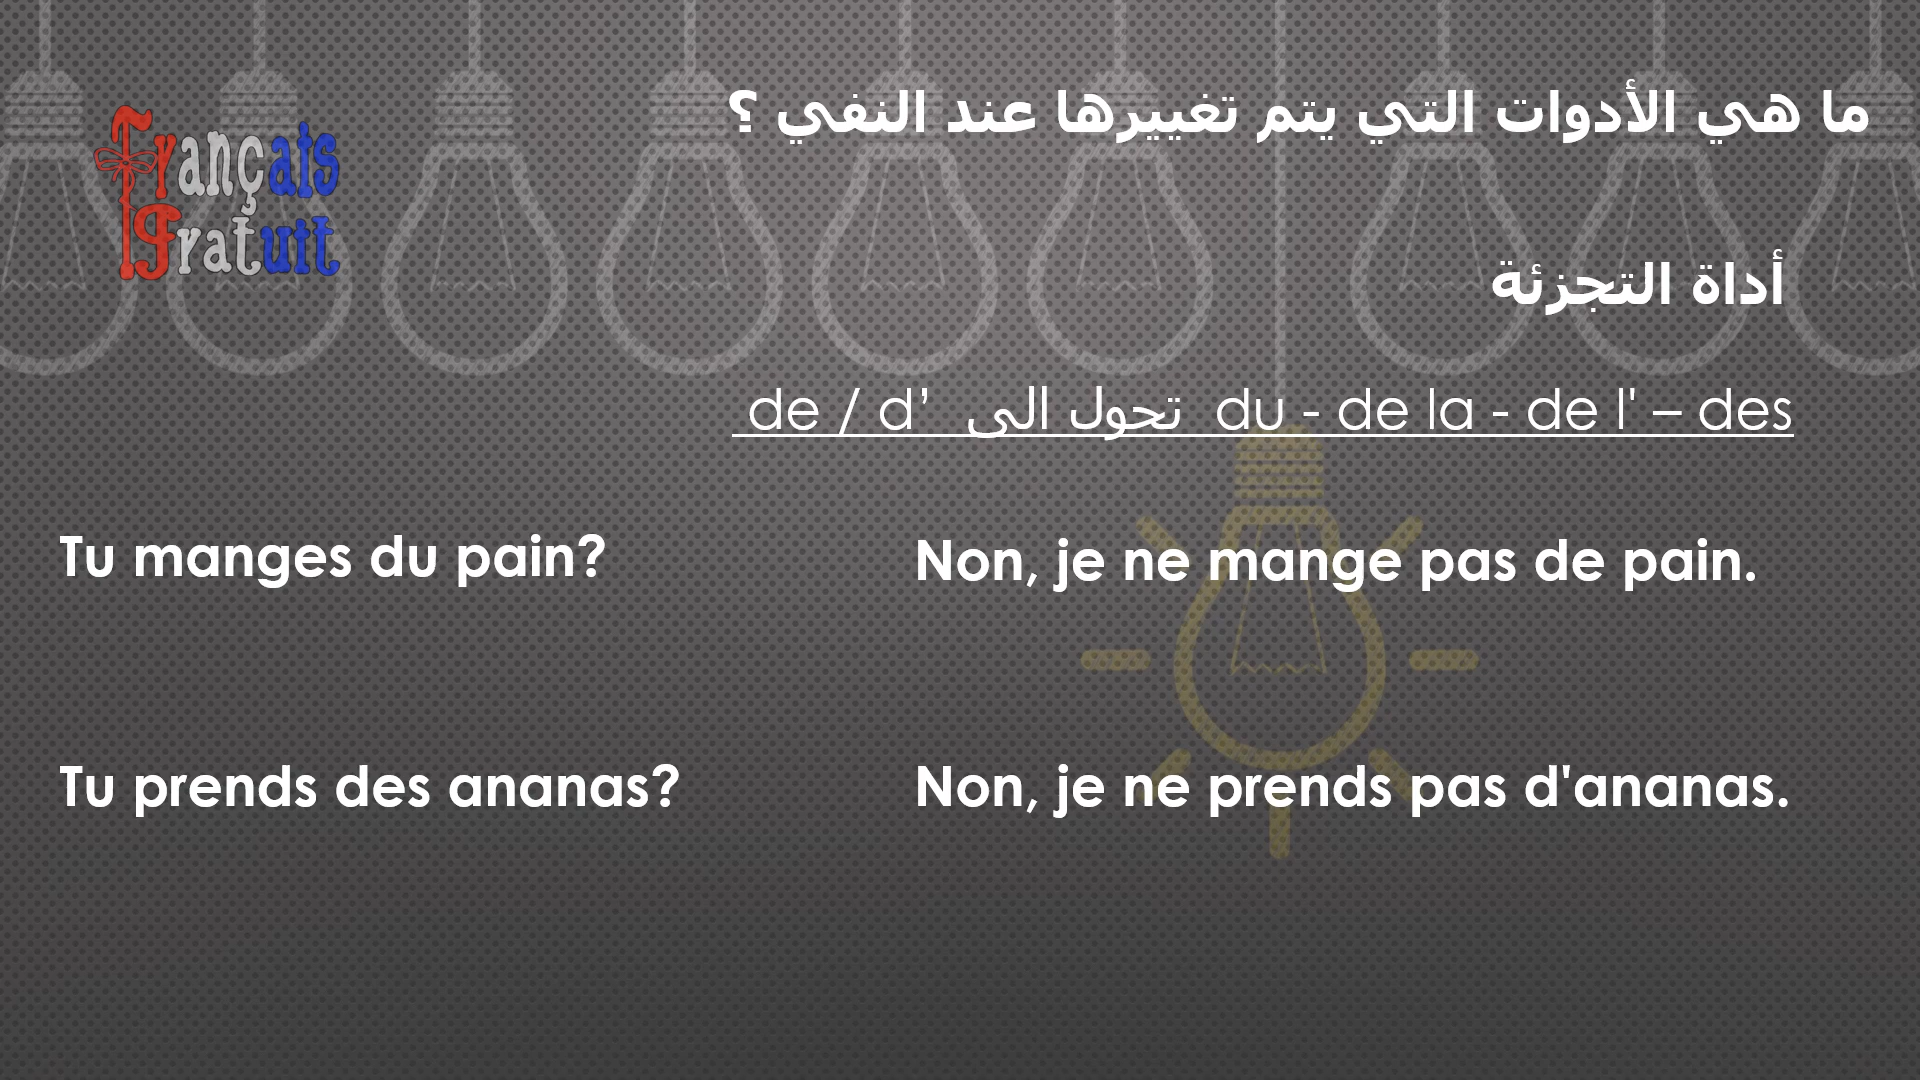 Français
gratuit
ما هي الأدوات التي يتم تغييرها عند النفي ؟
أداة التجزئة
du - de la - de l' – des تحول الى de / d’
Tu manges du pain?
Non, je ne mange pas de pain.
Tu prends des ananas?
Non, je ne prends pas d'ananas.